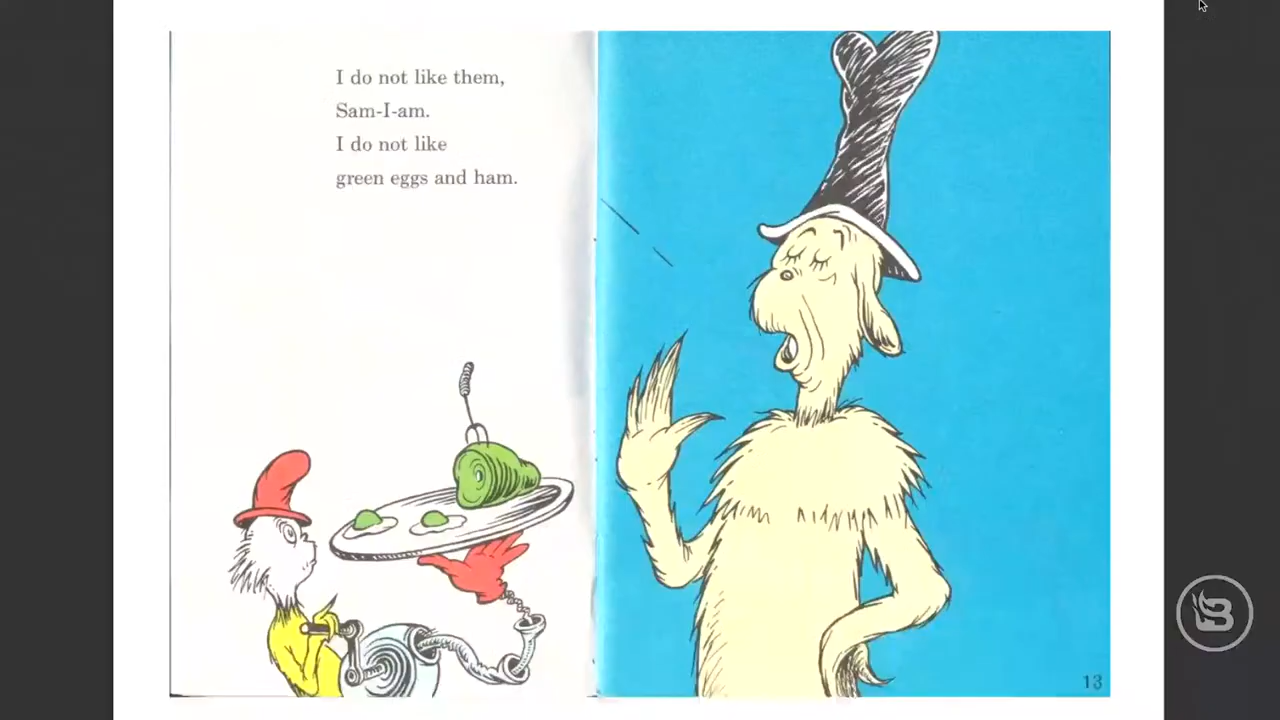 I do not like them,
Sam-I-am.
I do not like
green eggs and ham.
13